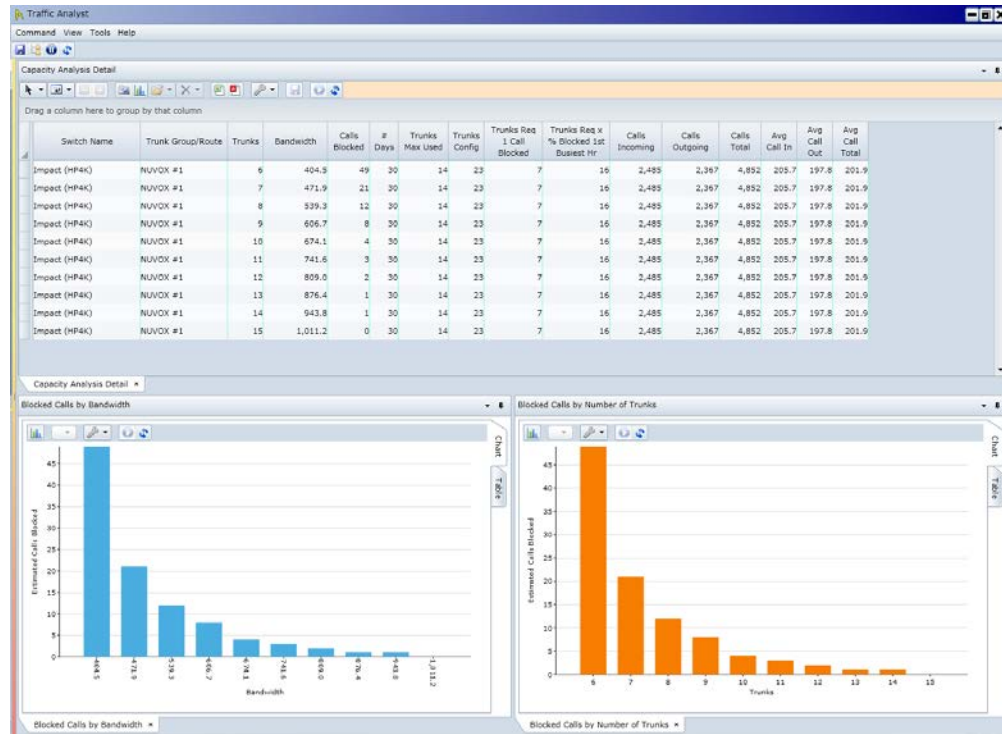 Traffic Analyst
Command View Tools Help
Capacity Analysis Detail
Drag a column here to group by that column
Switch Name Trunk Group/Route Trunks Bandwidth Calls Blocked # Days Trunks Max Used Trunks Config Trunks Req 1 Call Blocked Trunks Req x % Blocked 1st Busiest Hr Calls Incoming Calls Outgoing Calls Total Avg Call In Avg Call Out Avg Call Total
Impact (HP4K) NUVOX #1 6 404.5 49 30 14 23 7 16 2,485 2,367 4,852 205.7 197.8 201.9
Impact (HP4K) NUVOX #1 7 471.9 21 30 14 23 7 16 2,485 2,367 4,852 205.7 197.8 201.9
Impact (HP4K) NUVOX #1 8 539.3 12 30 14 23 7 16 2,485 2,367 4,852 205.7 197.8 201.9
Impact (HP4K) NUVOX #1 9 606.7 8 30 14 23 7 16 2,485 2,367 4,852 205.7 197.8 201.9
Impact (HP4K) NUVOX #1 10 674.1 4 30 14 23 7 16 2,485 2,367 4,852 205.7 197.8 201.9
Impact (HP4K) NUVOX #1 11 741.6 3 30 14 23 7 16 2,485 2,367 4,852 205.7 197.8 201.9
Impact (HP4K) NUVOX #1 12 809.0 2 30 14 23 7 16 2,485 2,367 4,852 205.7 197.8 201.9
Impact (HP4K) NUVOX #1 13 876.4 1 30 14 23 7 16 2,485 2,367 4,852 205.7 197.8 201.9
Impact (HP4K) NUVOX #1 14 943.8 1 30 14 23 7 16 2,485 2,367 4,852 205.7 197.8 201.9
Impact (HP4K) NUVOX #1 15 1,011.2 0 30 14 23 7 16 2,485 2,367 4,852 205.7 197.8 201.9
Capacity Analysis Detail
Blocked Calls by Bandwidth
Chart
Table
Estimated Calls Blocked
45
40
35
30
25
20
15
10
5
0
404.5 471.9 539.3 606.7 674.1 741.6 809.0 876.4 943.8 1,011.2
Bandwidth
Blocked Calls by Bandwidth
Blocked Calls by Number of Trunks
Chart
Table
Estimated Calls Blocked
45
40
35
30
25
20
15
10
5
0
6 7 8 9 10 11 12 13 14 15
Trunks
Blocked Calls by Number of Trunks